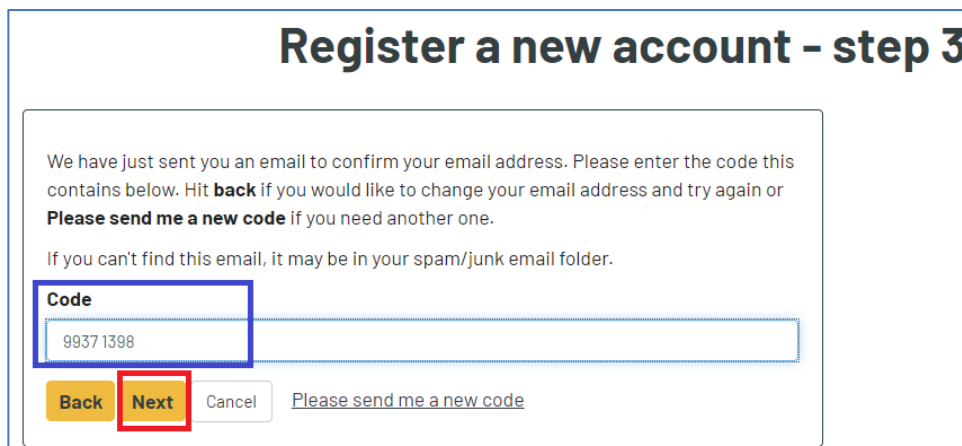 Register a new account - step 3
We have just sent you an email to confirm your email address. Please enter the code this
contains below. Hit back if you would like to change your email address and try again or
Please send me a new code if you need another one.
If you can't find this email, it may be in your spam/junk email folder.
Code
99371398
Back Next Cancel Please send me a new code